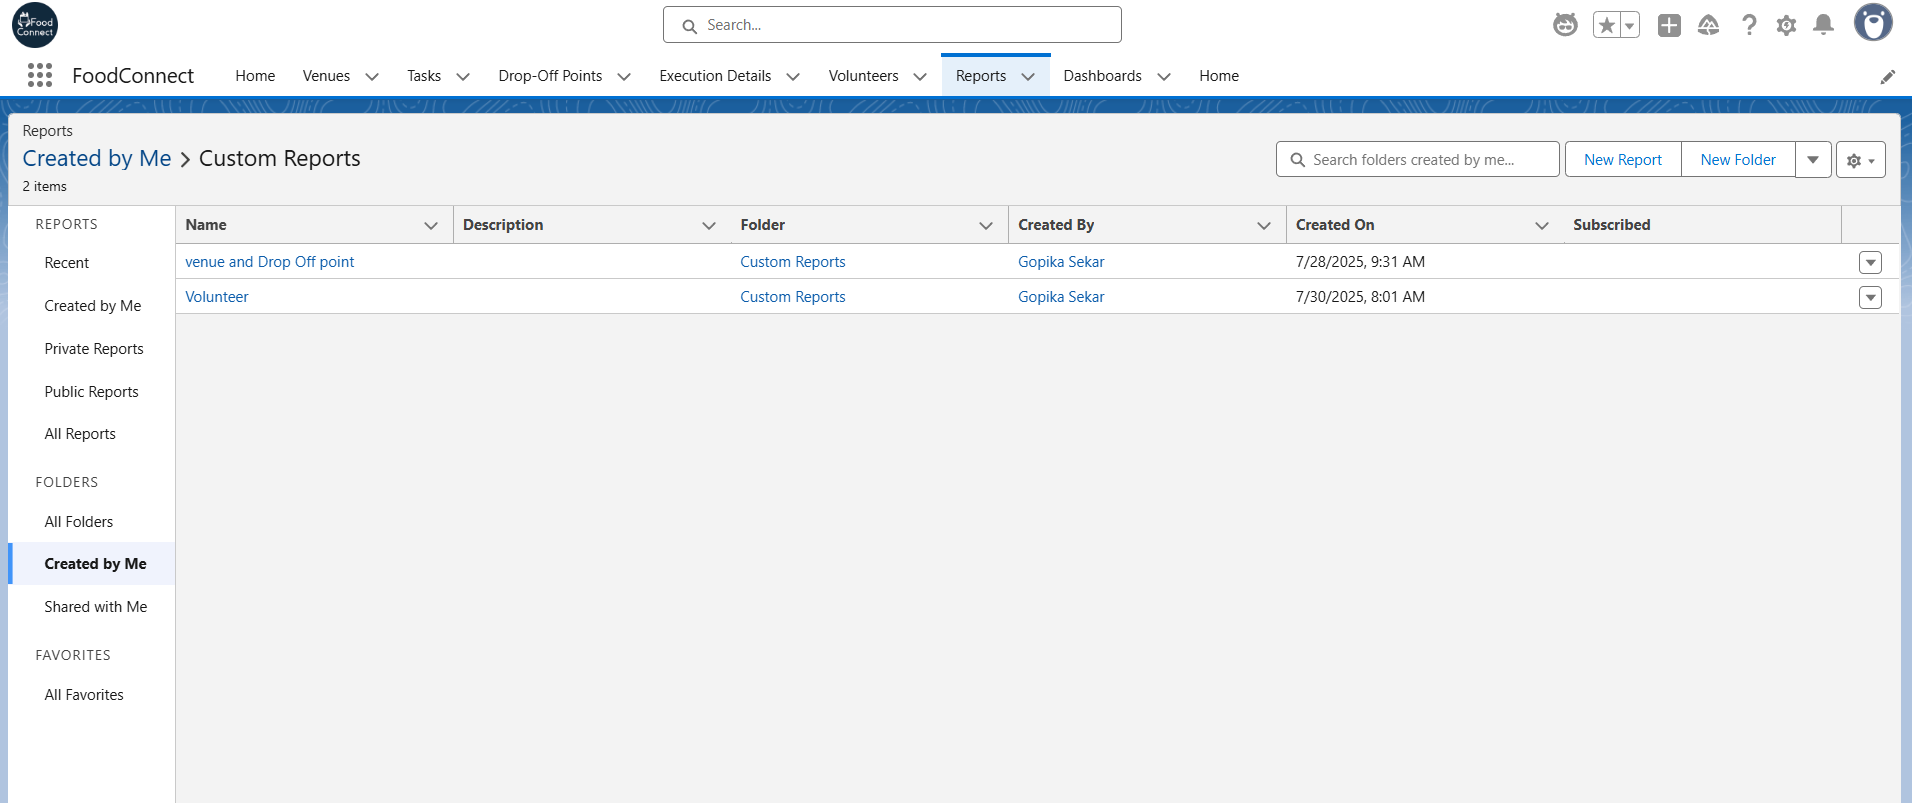 Food
Connect
Search...
FoodConnect
Home
Venues
Tasks
Drop-Off Points
Execution Details
Volunteers
Reports
Dashboards
Home
Reports
Created by Me > Custom Reports
2 items
Search folders created by me...
New Report
New Folder
REPORTS
Recent
Created by Me
Private Reports
Public Reports
All Reports
FOLDERS
All Folders
Created by Me
Shared with Me
FAVORITES
All Favorites
Name Description Folder Created By Created On Subscribed
venue and Drop Off point Custom Reports Gopika Sekar 7/28/2025, 9:31 AM
Volunteer Custom Reports Gopika Sekar 7/30/2025, 8:01 AM